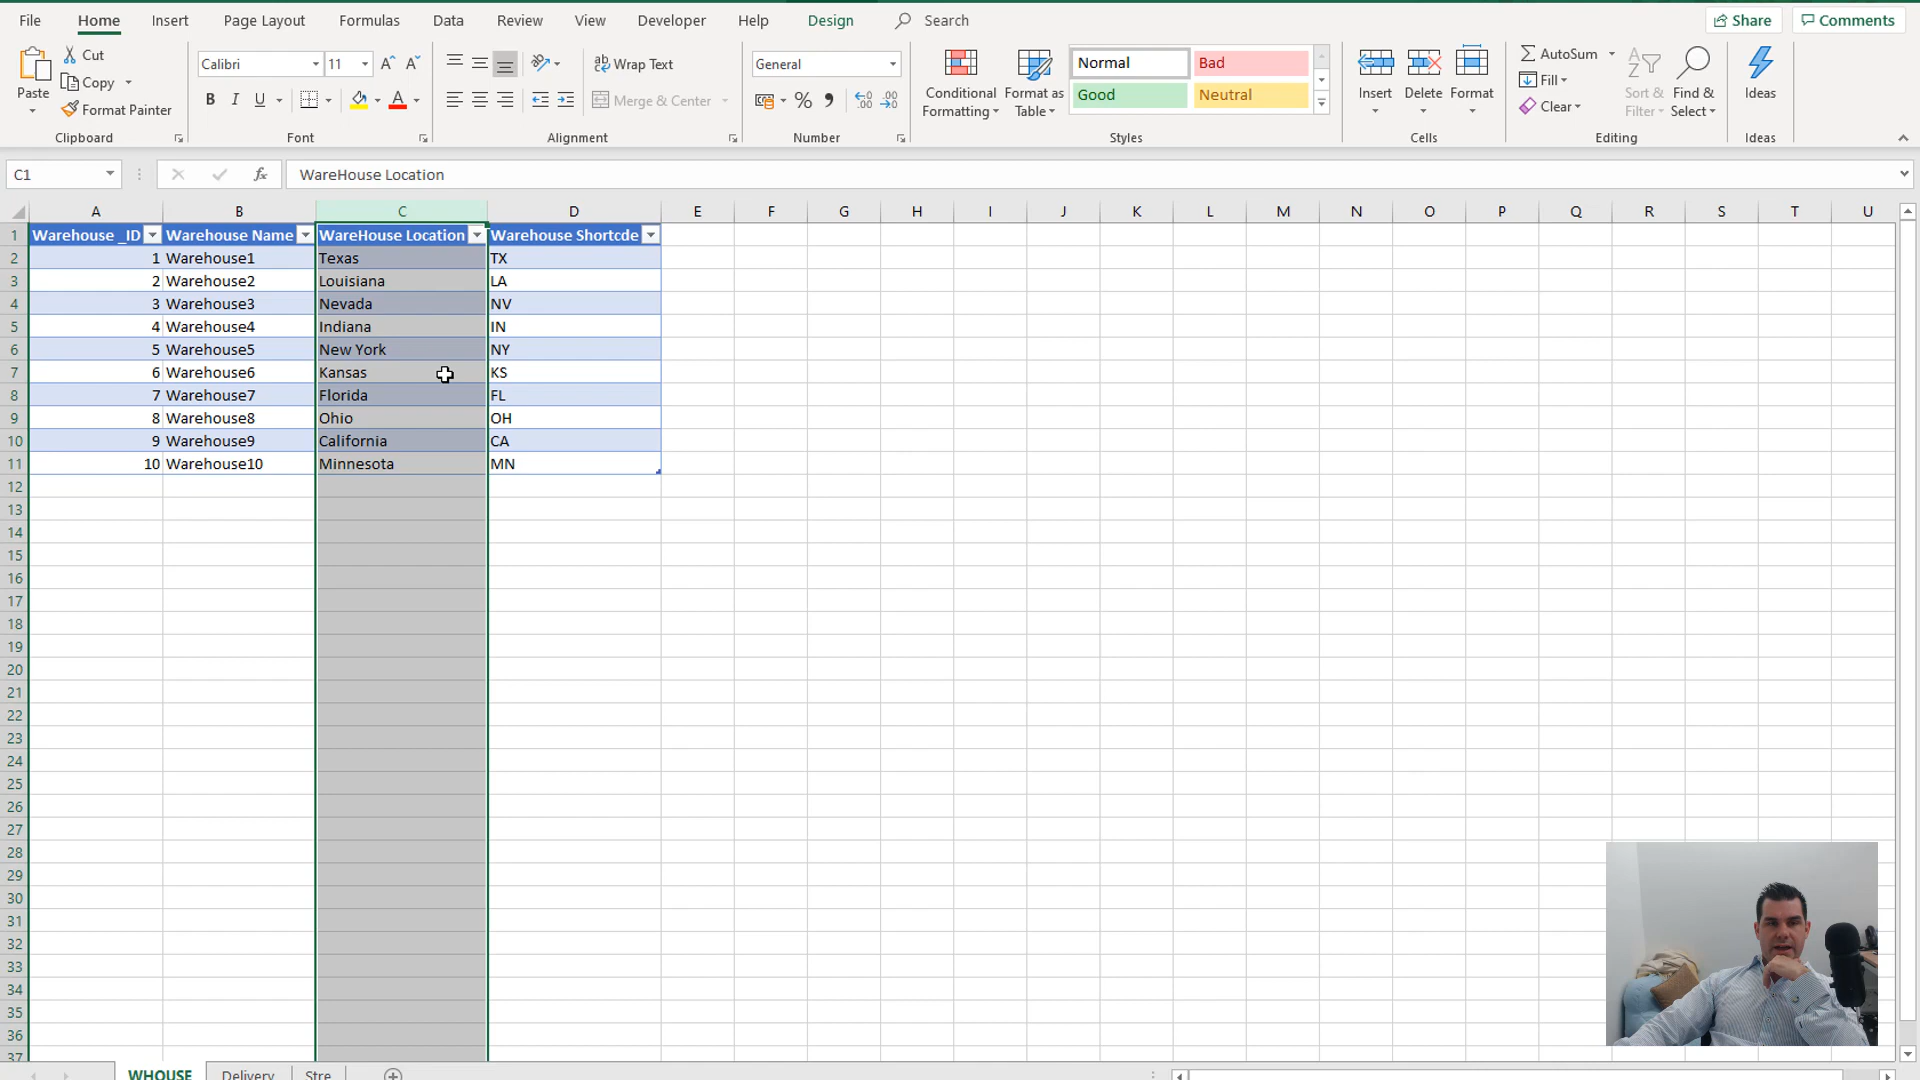 File Home Insert Page Layout Formulas Data Review View Developer Help Design Search Share Comments
Paste Cut Copy Format Painter Clipboard
Calibri 11 B I U A Font
ab Wrap Text Merge & Center Alignment
General % , Number
Conditional Formatting Format as Table Normal Bad Good Neutral Styles
Insert Delete Format Cells
AutoSum Fill Clear Sort & Filter Find & Select Editing
Ideas Ideas
C1 fx WareHouse Location
A B C D E F G H I J K L M N O P Q R S T U
1 Warehouse _ID Warehouse Name WareHouse Location Warehouse Shortcde
2 1 Warehouse1 Texas TX
3 2 Warehouse2 Louisiana LA
4 3 Warehouse3 Nevada NV
5 4 Warehouse4 Indiana IN
6 5 Warehouse5 New York NY
7 6 Warehouse6 Kansas KS
8 7 Warehouse7 Florida FL
9 8 Warehouse8 Ohio OH
10 9 Warehouse9 California CA
11 10 Warehouse10 Minnesota MN
12
13
14
15
16
17
18
19
20
21
22
23
24
25
26
27
28
29
30
31
32
33
34
35
36
37
WHOUSE Delivery Stre